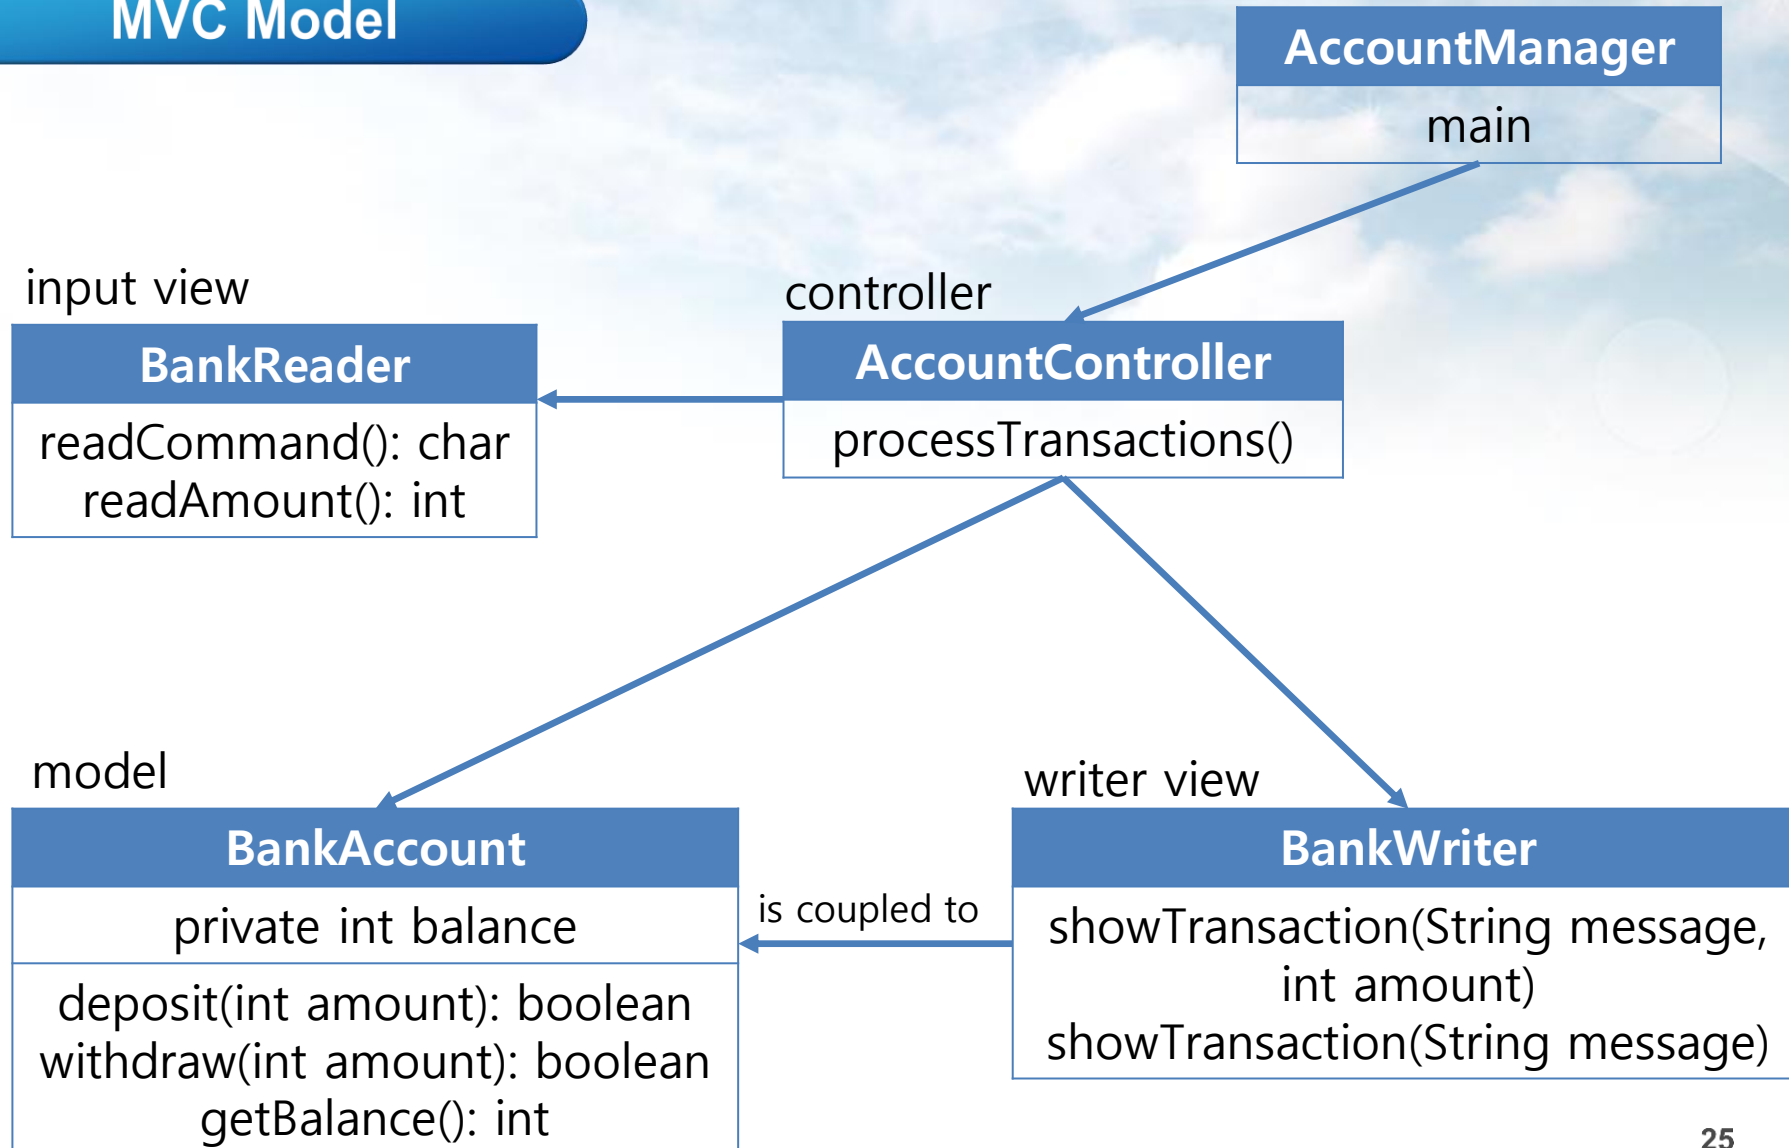 MVC Model
AccountManager
main
input view
controller
BankReader
AccountController
readCommand(): char
readAmount(): int
processTransactions()
model
writer view
BankAccount
private int balance
deposit(int amount): boolean
withdraw(int amount): boolean
getBalance(): int
is coupled to
BankWriter
showTransaction(String message,
int amount)
showTransaction(String message)
25